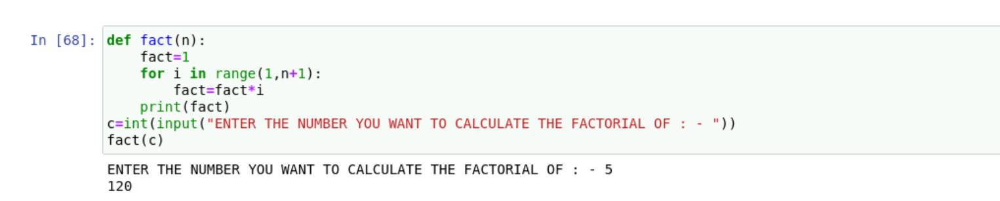 In [68]: def fact(n):
    fact=1
    for i in range(1,n+1):
        fact=fact*i
    print(fact)
c=int(input("ENTER THE NUMBER YOU WANT TO CALCULATE THE FACTORIAL OF : - "))
fact(c)
ENTER THE NUMBER YOU WANT TO CALCULATE THE FACTORIAL OF : - 5
120